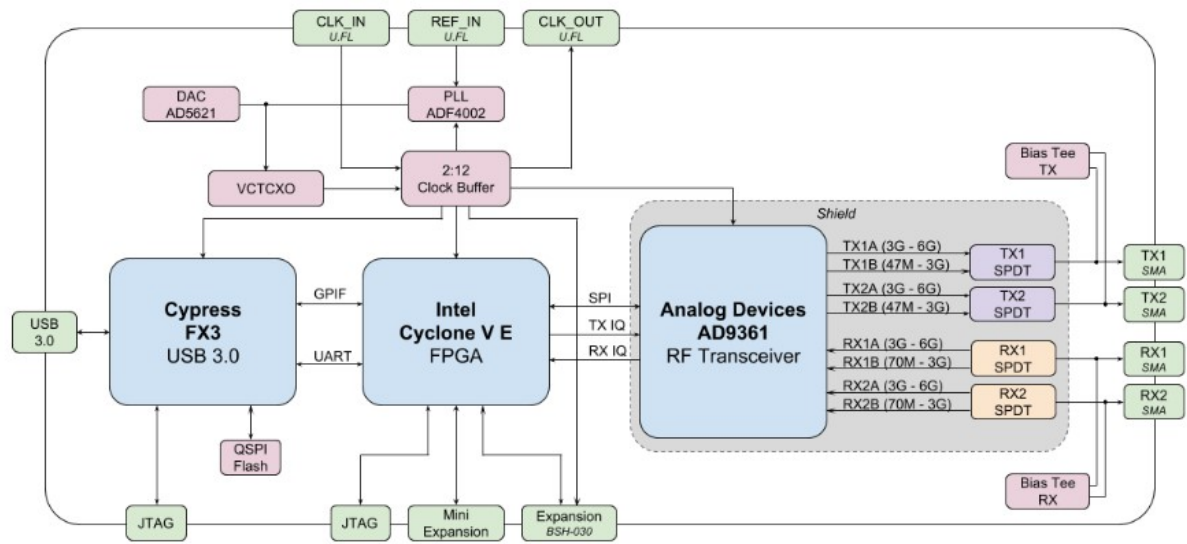 CLK_IN
U.FL
REF_IN
U.FL
CLK_OUT
U.FL
DAC
AD5621
PLL
ADF4002
VCTCXO
2:12
Clock Buffer
Bias Tee
TX
Shield
Cypress
FX3
USB 3.0
GPIF
UART
Intel
Cyclone V E
FPGA
SPI
TX IQ
RX IQ
Analog Devices
AD9361
RF Transceiver
TX1A (3G - 6G)
TX1B (47M - 3G)
TX2A (3G - 6G)
TX2B (47M - 3G)
RX1A (3G - 6G)
RX1B (70M - 3G)
RX2A (3G - 6G)
RX2B (70M - 3G)
TX1
SPDT
TX2
SPDT
RX1
SPDT
RX2
SPDT
TX1
SMA
TX2
SMA
RX1
SMA
RX2
SMA
USB
3.0
QSPI
Flash
Bias Tee
RX
JTAG
JTAG
Mini
Expansion
Expansion
BSH-030